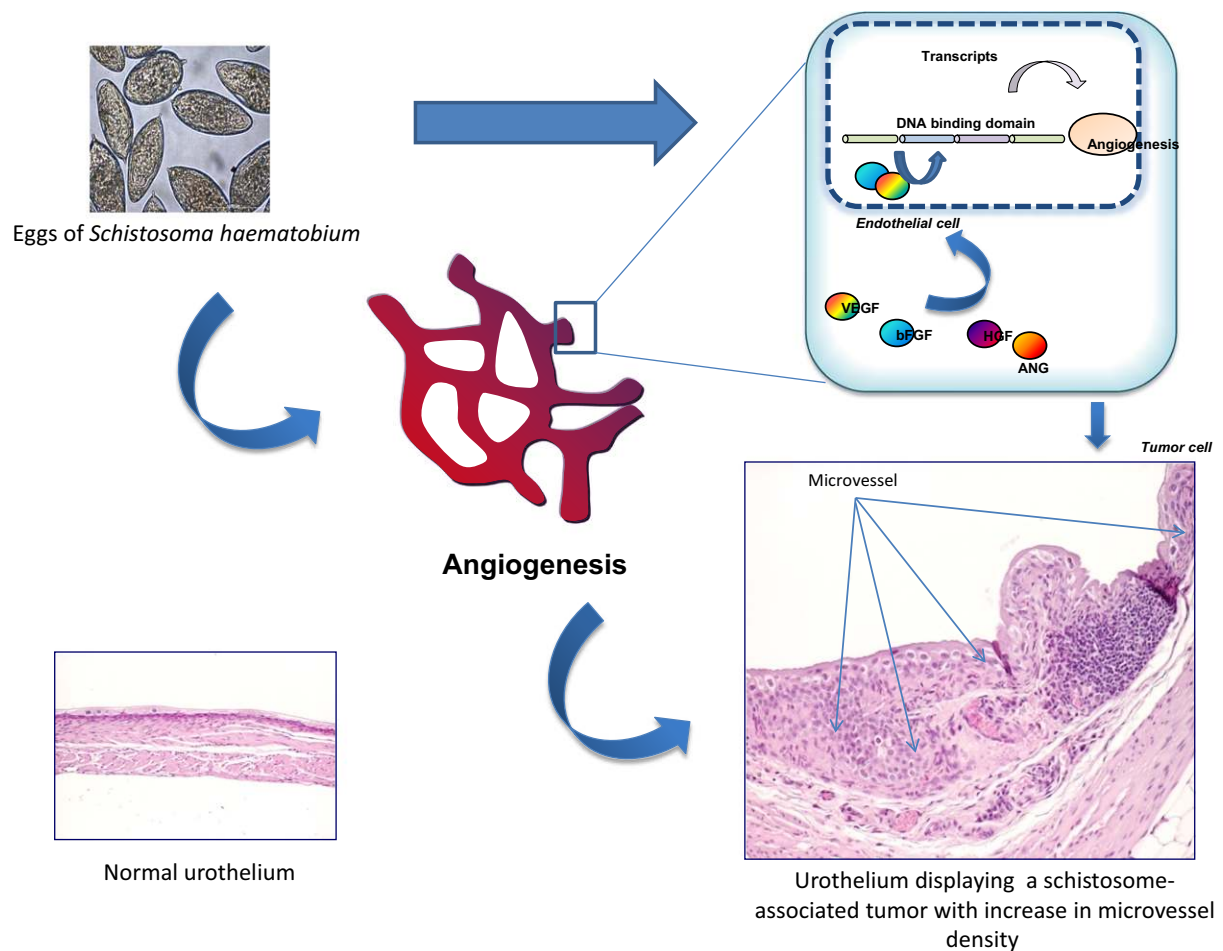 Transcripts
DNA binding domain
Angiogenesis
Endothelial cell
VEGF
bFGF
HGF
ANG
Eggs of Schistosoma haematobium
Tumor cell
Microvessel
Angiogenesis
Normal urothelium
Urothelium displaying a schistosome-
associated tumor with increase in microvessel
density